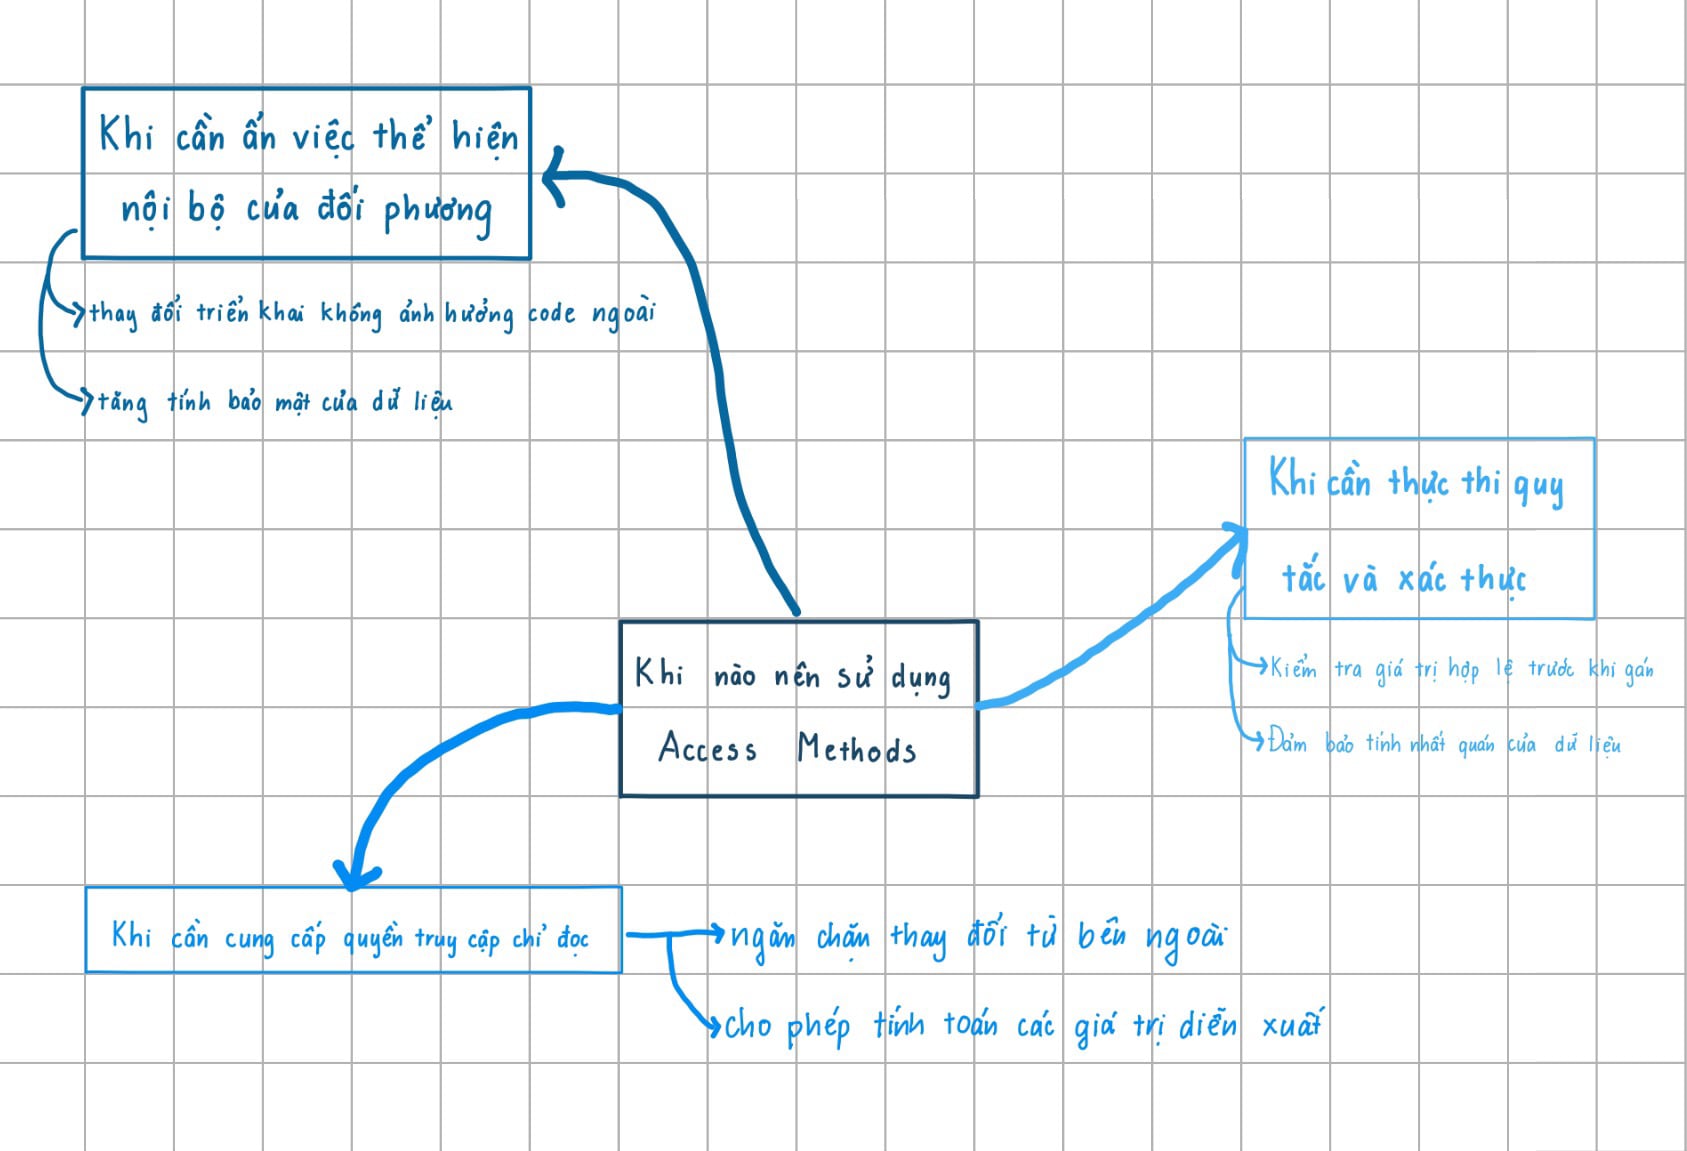 Khi cần ẩn việc thể hiện
nội bộ của đối phương
thay đổi triển khai không ảnh hưởng code ngoài
tăng tính bảo mật của dữ liệu
Khi cần thực thi quy
tắc và xác thực
Kiểm tra giá trị hợp lệ trước khi gán
Đảm bảo tính nhất quán của dữ liệu
Khi nào nên sử dụng
Access Methods
Khi cần cung cấp quyền truy cập chỉ đọc
ngăn chặn thay đổi từ bên ngoài
cho phép tính toán các giá trị diễn xuất